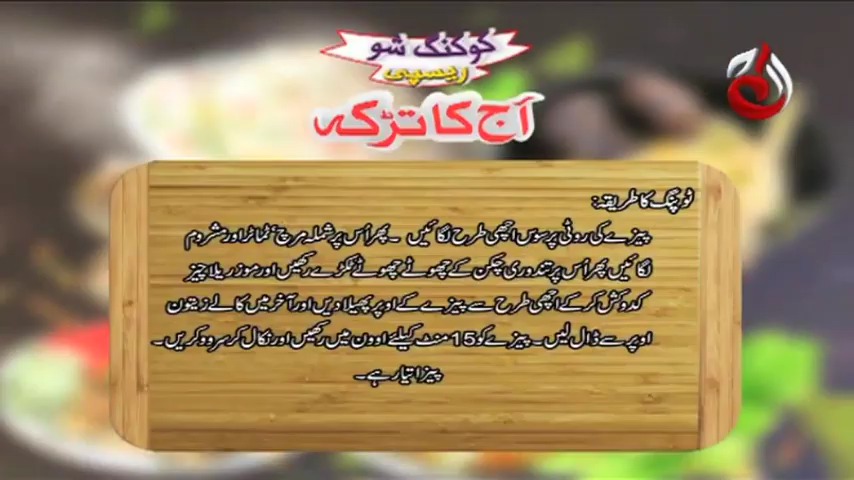 کوکنگ شو
ریسپی
آج کا تڑکہ
آج
ٹوپنگ کا طریقہ:
پیزے کی روٹی پر سوس اچھی طرح لگائیں ۔ پھر اُس پر شملہ مرچ، ٹماٹر اور مشروم
لگائیں پھر اُس پر تندوری چکن کے چھوٹے چھوٹے ٹکڑے رکھیں اور موزریلا چیز
کدوکش کر کے اچھی طرح سے پیزے کے اوپر پھیلا دیں اور آخر میں کالے زیتون
اوپر سے ڈال لیں۔ پیزے کو 15 منٹ کیلئے اوون میں رکھیں اور نکال کر سرو کریں۔
پیزا تیار ہے۔